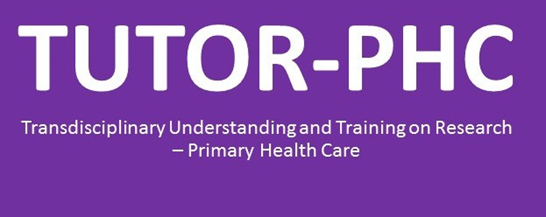 TUTOR-PHC
Transdisciplinary Understanding and Training on Research
– Primary Health Care